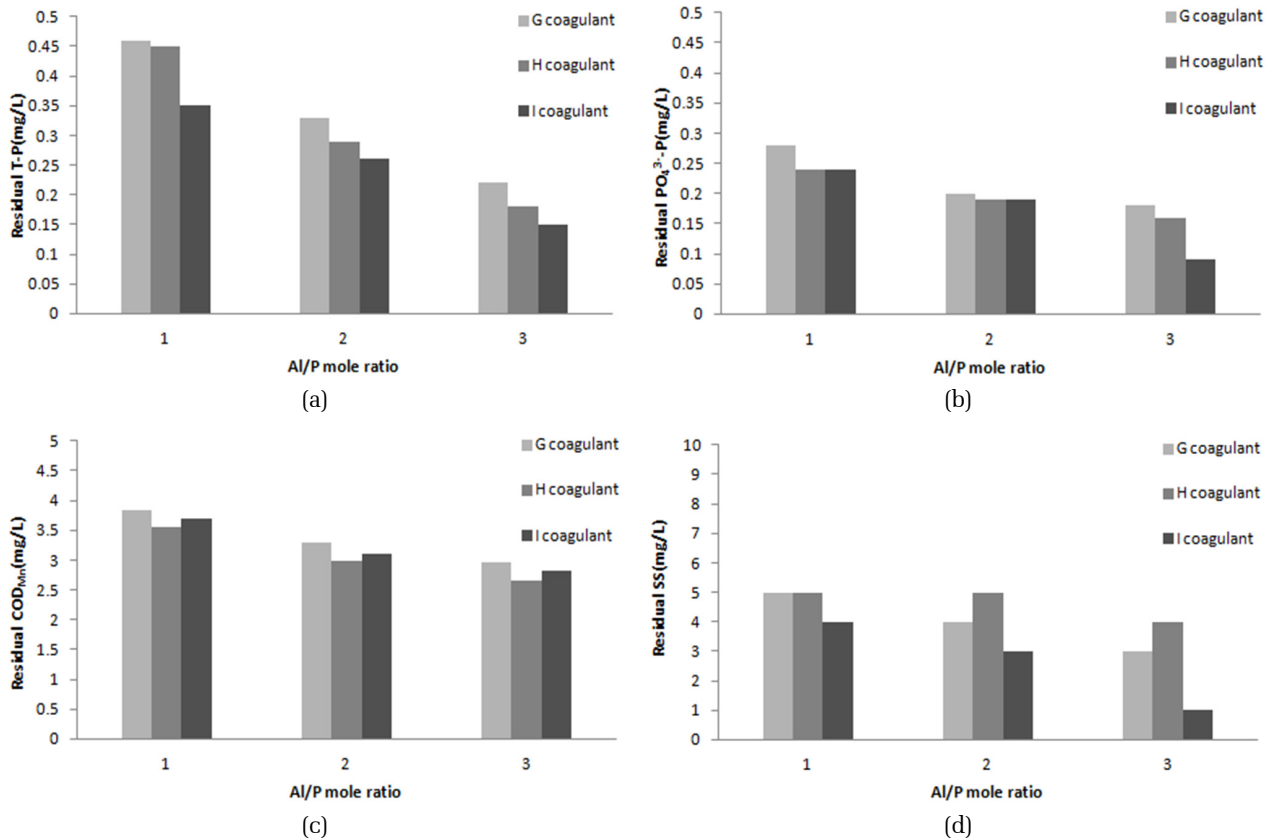 0.5
0.45
0.4
0.35
0.3
0.25
0.2
0.15
0.1
0.05
0
Residual T-P(mg/L)
1 2 3
Al/P mole ratio
G coagulant
H coagulant
I coagulant
(a)
0.5
0.45
0.4
0.35
0.3
0.25
0.2
0.15
0.1
0.05
0
Residual PO₄³⁻-P(mg/L)
1 2 3
Al/P mole ratio
G coagulant
H coagulant
I coagulant
(b)
5
4.5
4
3.5
3
2.5
2
1.5
1
0.5
0
Residual COD_Mn(mg/L)
1 2 3
Al/P mole ratio
G coagulant
H coagulant
I coagulant
(c)
10
9
8
7
6
5
4
3
2
1
0
Residual SS(mg/L)
1 2 3
Al/P mole ratio
G coagulant
H coagulant
I coagulant
(d)